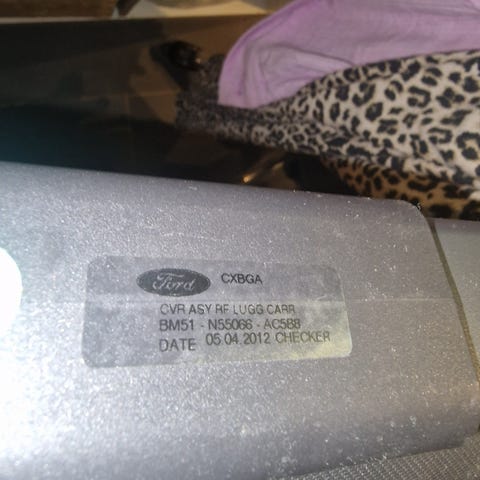 Ford CXBGA
CVR ASY RF LUGG CARR
BM51 - N55066 - AC5B8
DATE 05.04.2012 CHECKER